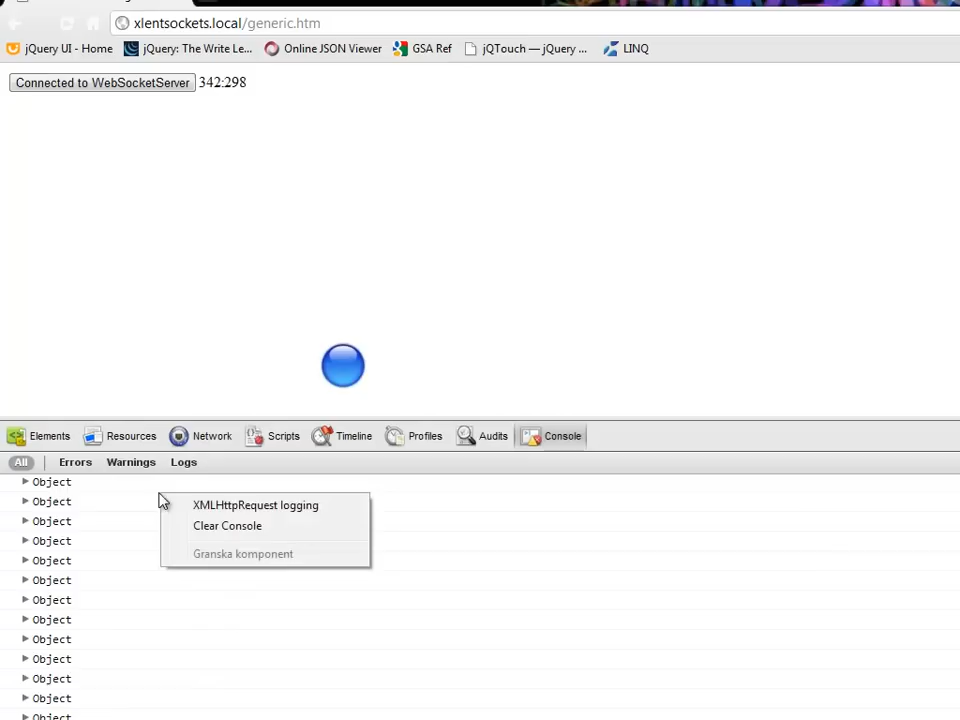 xlentsockets.local/generic.htm
jQuery UI - Home jQuery: The Write Le... Online JSON Viewer GSA Ref jQTouch — jQuery ... LINQ
Connected to WebSocketServer 342:298
Elements Resources Network Scripts Timeline Profiles Audits Console
All Errors Warnings Logs
Object
Object
XMLHttpRequest logging
Object
Clear Console
Object
Granska komponent
Object
Object
Object
Object
Object
Object
Object
Object
Object